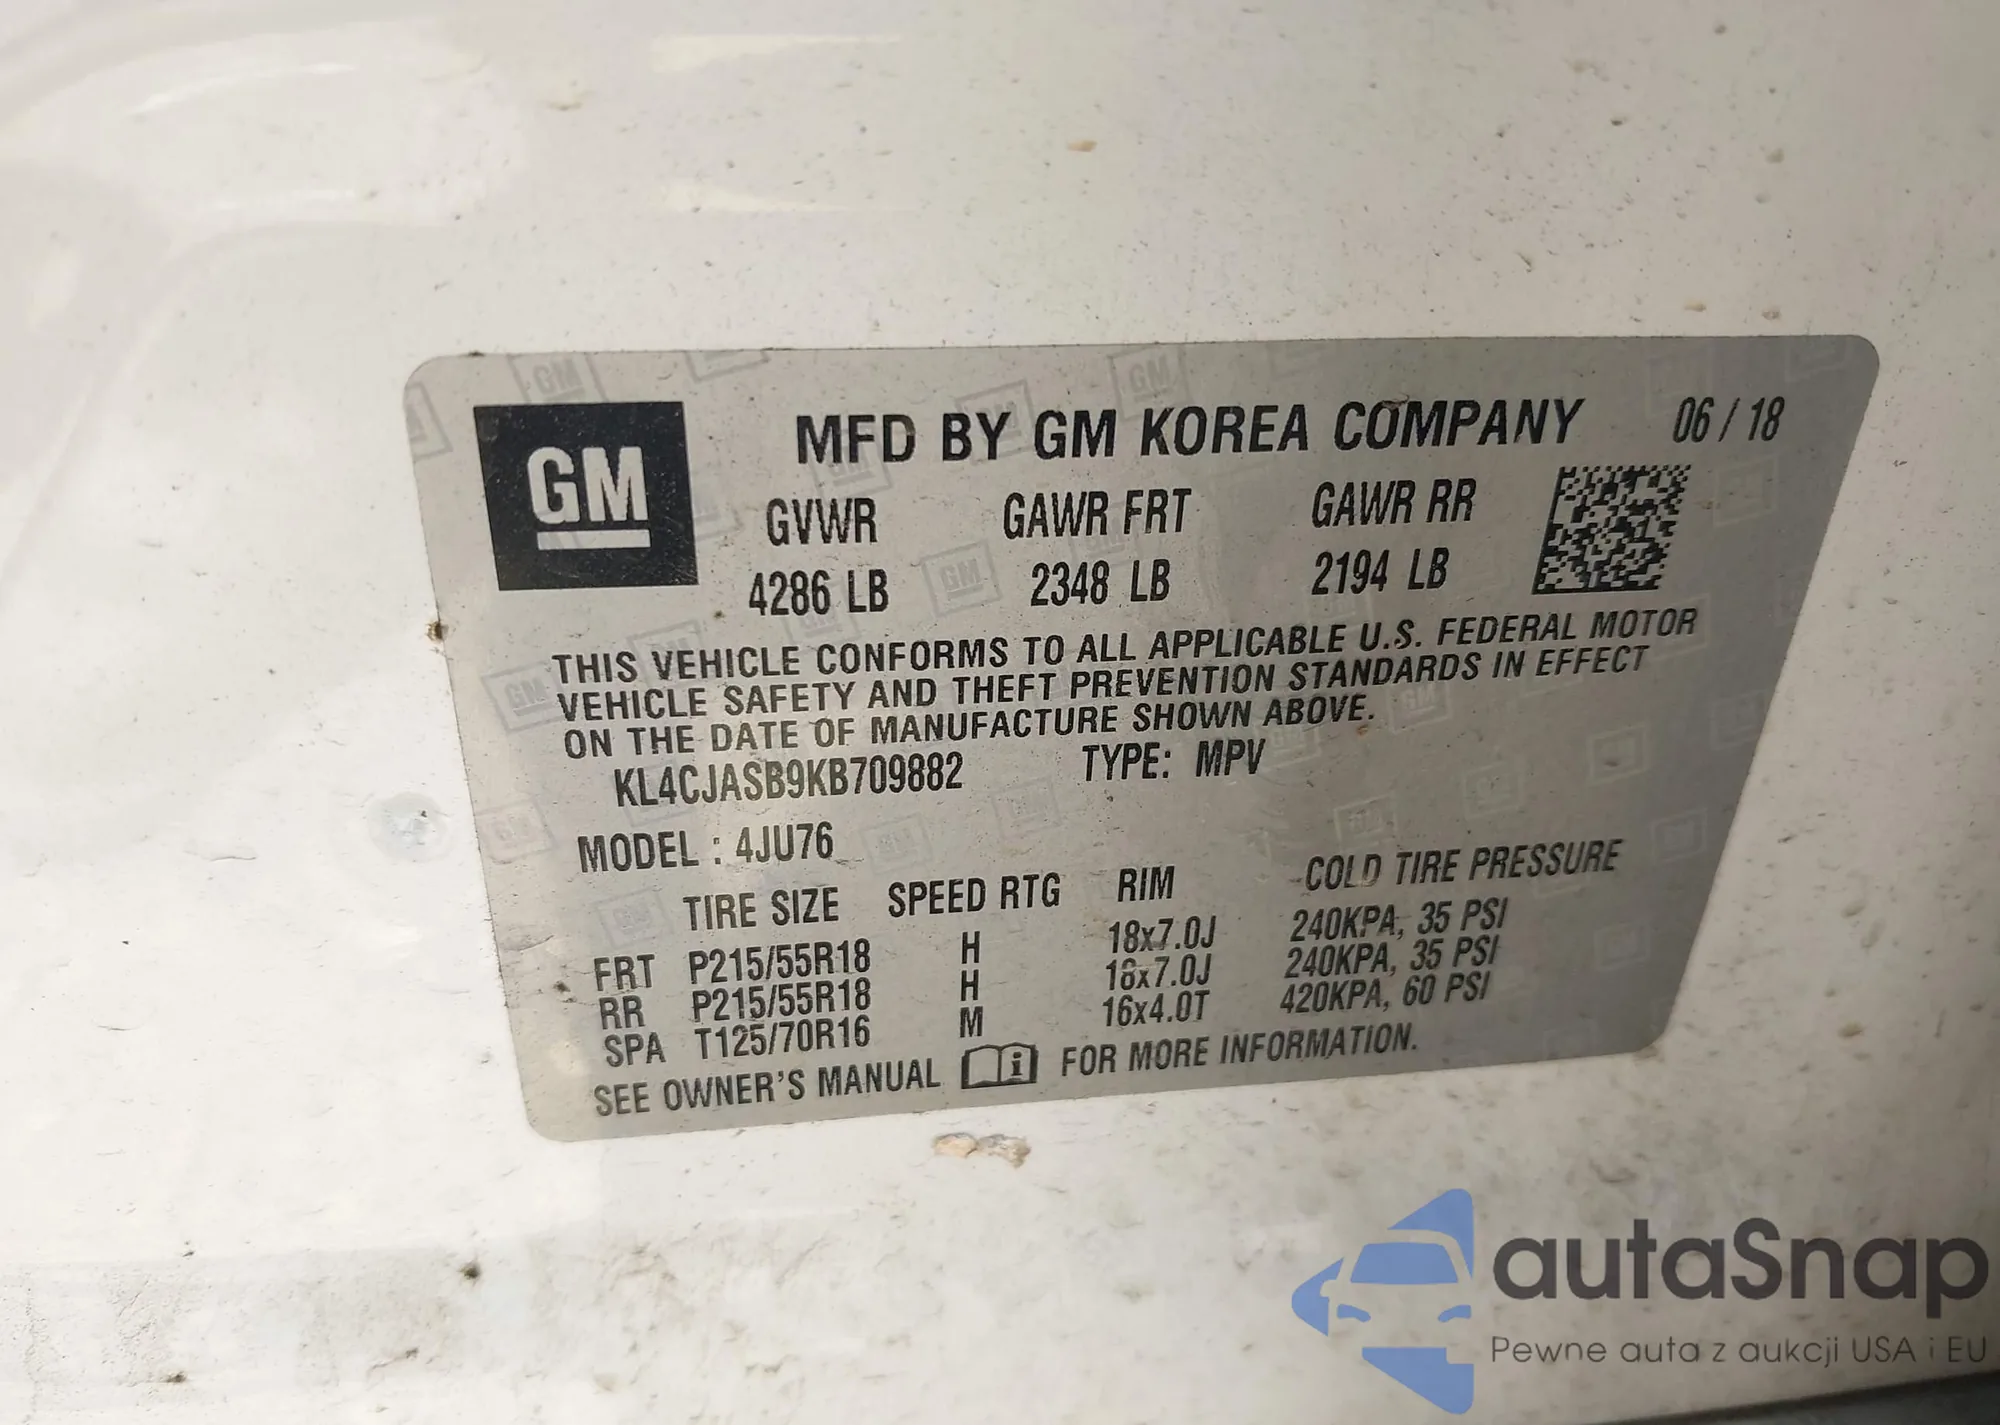 GM
MFD BY GM KOREA COMPANY 06 / 18
GVWR GAWR FRT GAWR RR
4286 LB 2348 LB 2194 LB
THIS VEHICLE CONFORMS TO ALL APPLICABLE U.S. FEDERAL MOTOR
VEHICLE SAFETY AND THEFT PREVENTION STANDARDS IN EFFECT
ON THE DATE OF MANUFACTURE SHOWN ABOVE.
KL4CJASB9KB709882 TYPE: MPV
MODEL : 4JU76
TIRE SIZE SPEED RTG RIM COLD TIRE PRESSURE
FRT P215/55R18 H 18x7.0J 240KPA, 35 PSI
RR P215/55R18 H 18x7.0J 240KPA, 35 PSI
SPA T125/70R16 M 16x4.0T 420KPA, 60 PSI
SEE OWNER'S MANUAL i FOR MORE INFORMATION.
autaSnap
Pewne auta z aukcji USA i EU